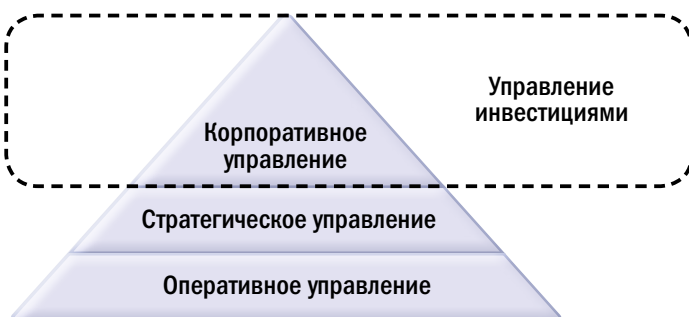 Управление
инвестициями
Корпоративное
управление
Стратегическое управление
Оперативное управление